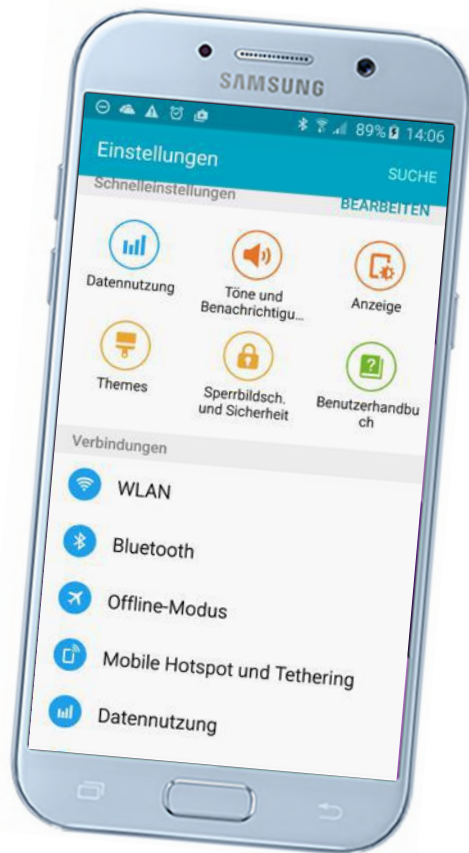 SAMSUNG
89% 14:06
Einstellungen
SUCHE
Schnelleinstellungen
BEARBEITEN
Datennutzung
Töne und
Benachrichtigu...
Anzeige
Themes
Sperrbildsch.
und Sicherheit
Benutzerhandbu
ch
Verbindungen
WLAN
Bluetooth
Offline-Modus
Mobile Hotspot und Tethering
Datennutzung